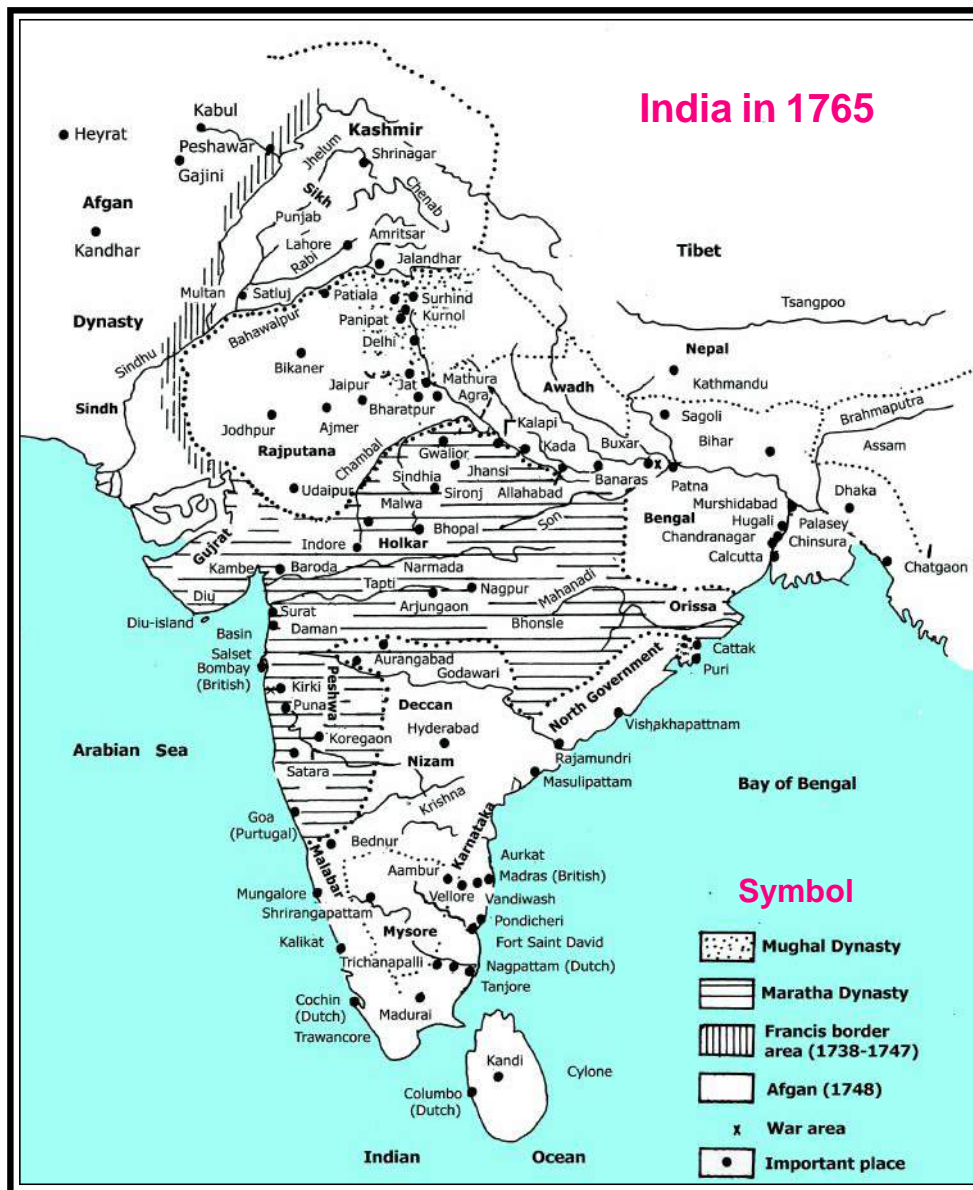 India in 1765
Kabul
Heyrat
Peshawar
Kashmir
Jhelum
Shrinagar
Gajini
Sikh
Chenab
Afgan
Punjab
Kandhar
Lahore
Amritsar
Rabi
Jalandhar
Tibet
Multan
Satluj
Patiala
Surhind
Tsangpoo
Dynasty
Bahawalpur
Panipat
Kurnol
Delhi
Nepal
Sindhu
Bikaner
Kathmandu
Jaipur
Jat
Mathura
Agra
Awadh
Sindh
Bharatpur
Kalapi
Sagoli
Brahmaputra
Jodhpur
Ajmer
Kada
Buxar
Bihar
Assam
Rajputana
Chambal
Gwalior
Jhansi
Sindhia
Banaras
Patna
Dhaka
Udaipur
Sironj
Allahabad
Murshidabad
Malwa
Son
Bengal
Hugali
Palasey
Bhopal
Chandranagar
Chinsura
Gujrat
Indore
Holkar
Calcutta
Chatgaon
Kambe
Baroda
Narmada
Diu
Tapti
Nagpur
Mahanadi
Arjungaon
Orissa
Diu-island
Surat
Daman
Bhonsle
Basin
Cattak
Salset
Aurangabad
Puri
Bombay
(British)
Peshwa
Godawari
North Government
Kirki
Deccan
Puna
Hyderabad
Vishakhapattnam
Arabian Sea
Koregaon
Nizam
Rajamundri
Satara
Masulipattam
Bay of Bengal
Krishna
Goa
(Purtugal)
Bednur
Karnataka
Malabar
Aurkat
Aambur
Madras (British)
Symbol
Mungalore
Vellore
Vandiwash
Shrirangapattam
Pondicheri
Mysore
Fort Saint David
Mughal Dynasty
Kalikat
Trichanapalli
Nagpattam (Dutch)
Tanjore
Maratha Dynasty
Cochin
(Dutch)
Madurai
Trawancore
Francis border
area (1738-1747)
Kandi
Cylone
Afgan (1748)
Columbo
(Dutch)
x War area
Indian Ocean
Important place